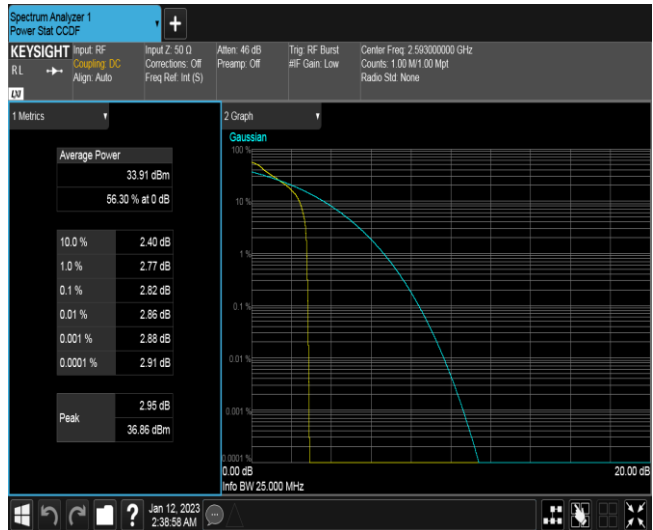 Spectrum Analyzer 1
Power Stat CCDF
+
KEYSIGHT
RL
LXI
Input: RF
Coupling: DC
Align: Auto
Input Z: 50 Ω
Corrections: Off
Freq Ref: Int (S)
Atten: 46 dB
Preamp: Off
Trig: RF Burst
#IF Gain: Low
Center Freq: 2.593000000 GHz
Counts: 1.00 M/1.00 Mpt
Radio Std: None
1 Metrics
Average Power
33.91 dBm
56.30 % at 0 dB
10.0 % 2.40 dB
1.0 % 2.77 dB
0.1 % 2.82 dB
0.01 % 2.86 dB
0.001 % 2.88 dB
0.0001 % 2.91 dB
Peak
2.95 dB
36.86 dBm
2 Graph
Gaussian
100 %
10 %
1 %
0.1 %
0.01 %
0.001 %
0.0001 %
0.00 dB 20.00 dB
Info BW 25.000 MHz
?
Jan 12, 2023
2:38:58 AM